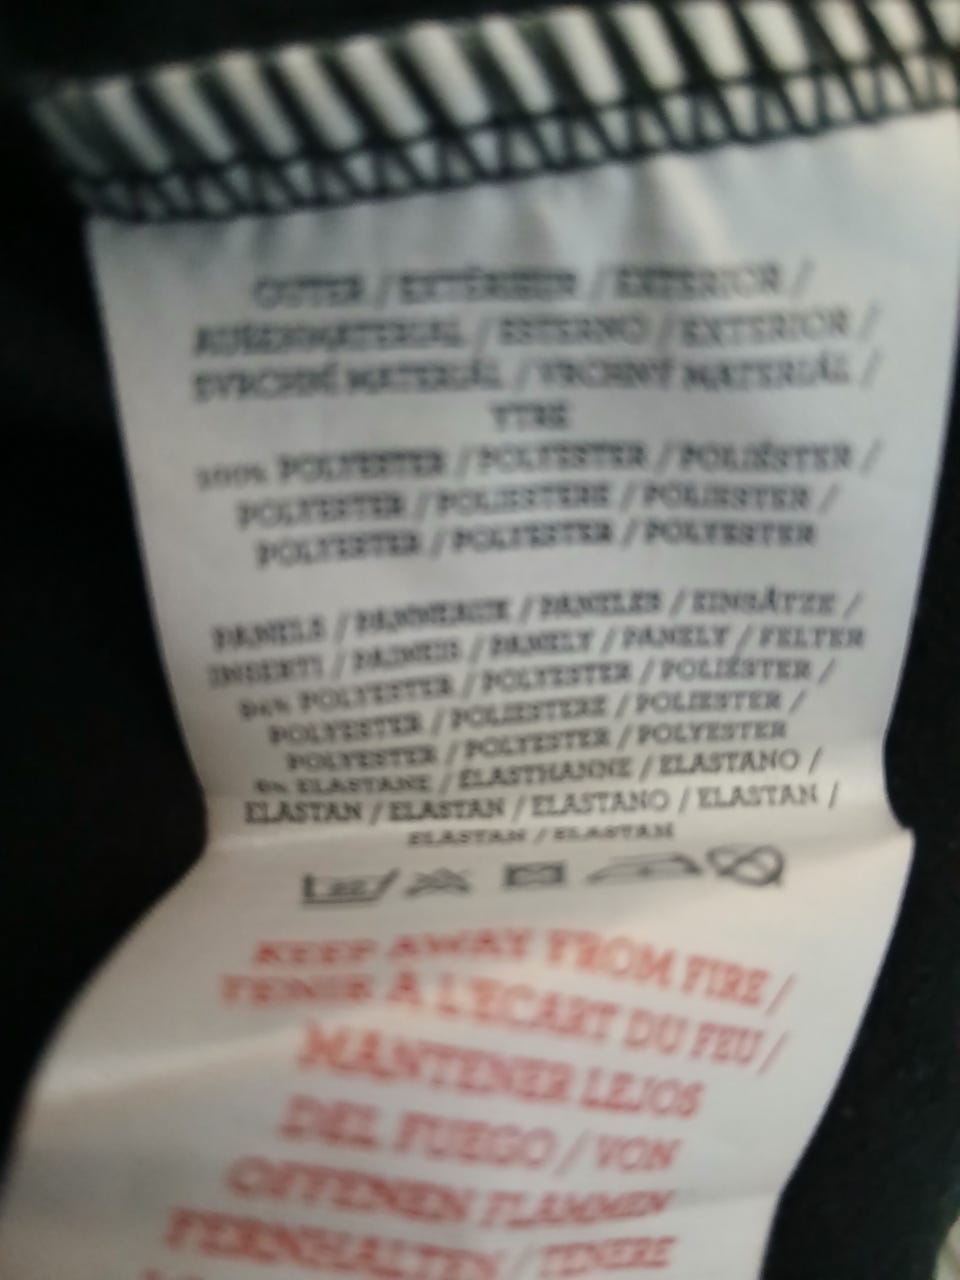 OUTER / EXTÉRIEUR / EXTERIOR /
AUßENMATERIAL / ESTERNO / EXTERIOR /
SVRCHNÍ MATERIÁL / VRCHNÝ MATERIÁL /
YTRE
100% POLYESTER / POLYESTER / POLIÉSTER /
POLYESTER / POLIESTERE / POLIESTER /
POLYESTER / POLYESTER / POLYESTER
PANELS / PANNEAUX / PANELES / EINSÄTZE /
INSERTI / PAINEIS / PANELY / PANELY / FELTER
94% POLYESTER / POLYESTER / POLIÉSTER /
POLYESTER / POLIESTERE / POLIESTER /
POLYESTER / POLYESTER / POLYESTER
6% ELASTANE / ÉLASTHANNE / ELASTANO /
ELASTAN / ELASTAN / ELASTANO / ELASTAN /
ELASTAN / ELASTAN
KEEP AWAY FROM FIRE /
TENIR À L'ECART DU FEU /
MANTENER LEJOS
DEL FUEGO / VON
OFFENEN FLAMMEN
FERNHALTEN / TENERE